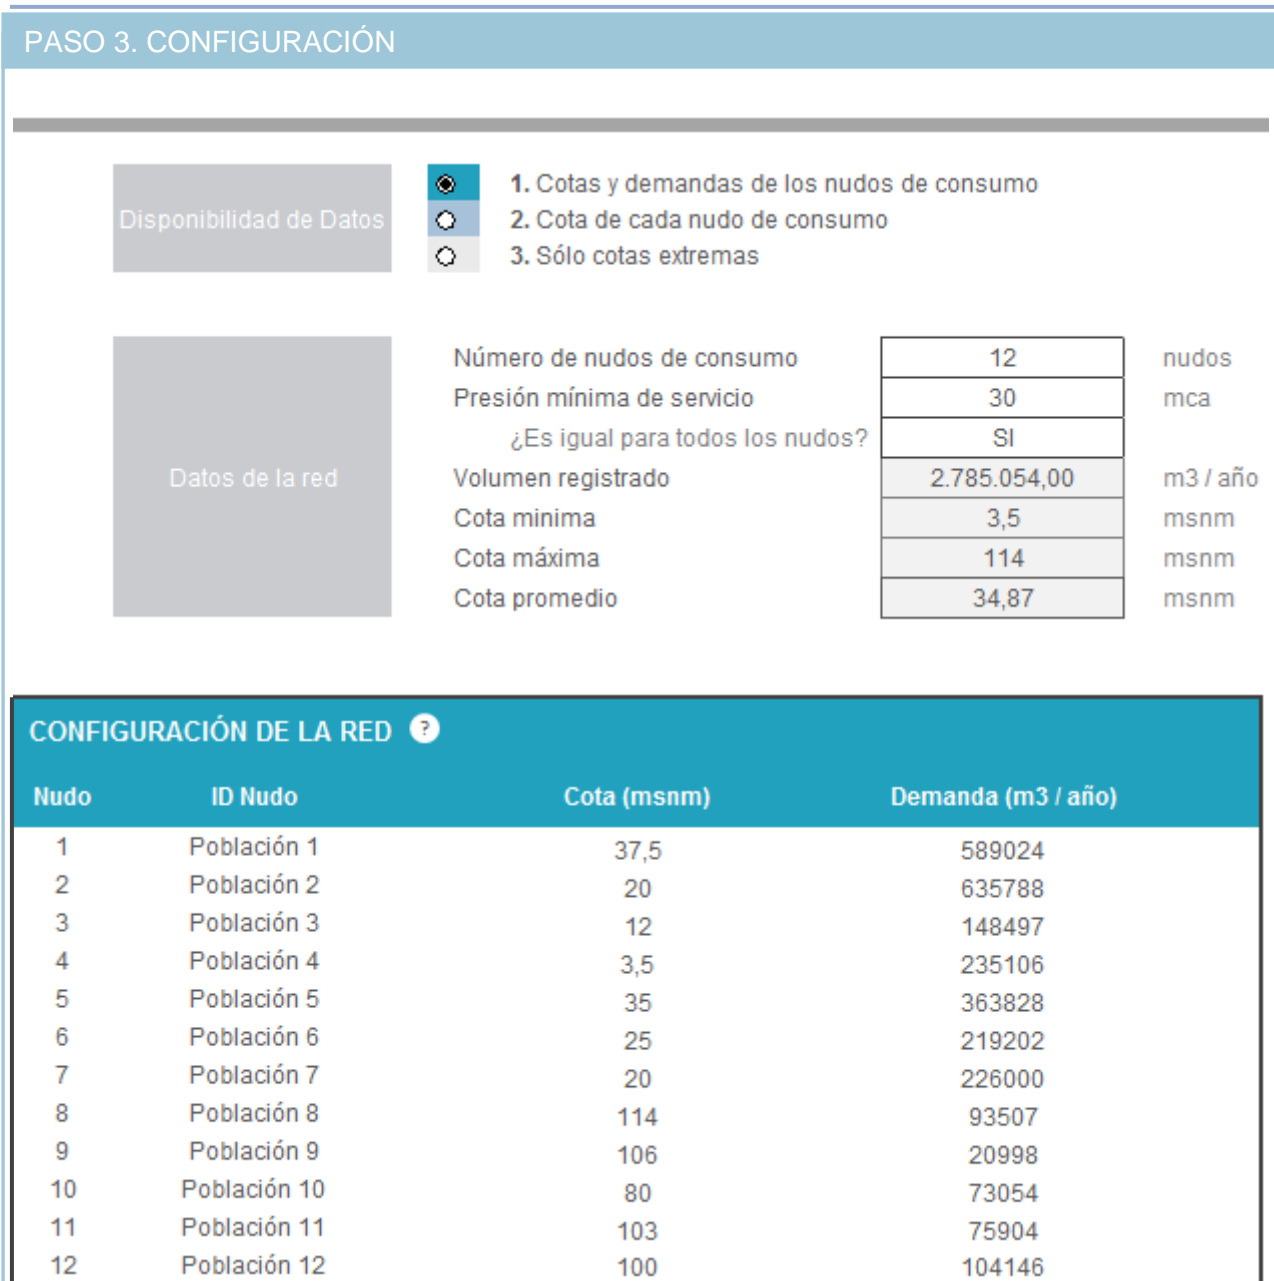 PASO 3. CONFIGURACIÓN
Disponibilidad de Datos
1. Cotas y demandas de los nudos de consumo
2. Cota de cada nudo de consumo
3. Sólo cotas extremas
Datos de la red
Número de nudos de consumo 12 nudos
Presión mínima de servicio 30 mca
¿Es igual para todos los nudos? SI
Volumen registrado 2.785.054,00 m3 / año
Cota minima 3,5 msnm
Cota máxima 114 msnm
Cota promedio 34,87 msnm
CONFIGURACIÓN DE LA RED ?
Nudo ID Nudo Cota (msnm) Demanda (m3 / año)
1 Población 1 37,5 589024
2 Población 2 20 635788
3 Población 3 12 148497
4 Población 4 3,5 235106
5 Población 5 35 363828
6 Población 6 25 219202
7 Población 7 20 226000
8 Población 8 114 93507
9 Población 9 106 20998
10 Población 10 80 73054
11 Población 11 103 75904
12 Población 12 100 104146